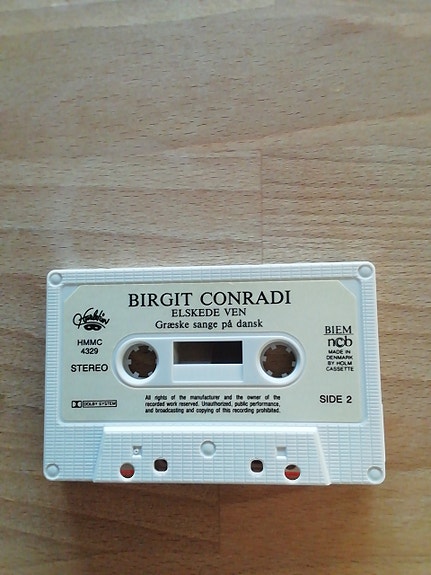 BIRGIT CONRADI
ELSKEDE VEN
Græske sange på dansk
HMMC
4329
STEREO
BIEM
ncb
MADE IN
DENMARK
BY HOLM
CASSETTE
DOLBY SYSTEM
All rights of the manufacturer and the owner of the
recorded work reserved. Unauthorized, public performance,
and broadcasting and copying of this recording prohibited.
SIDE 2